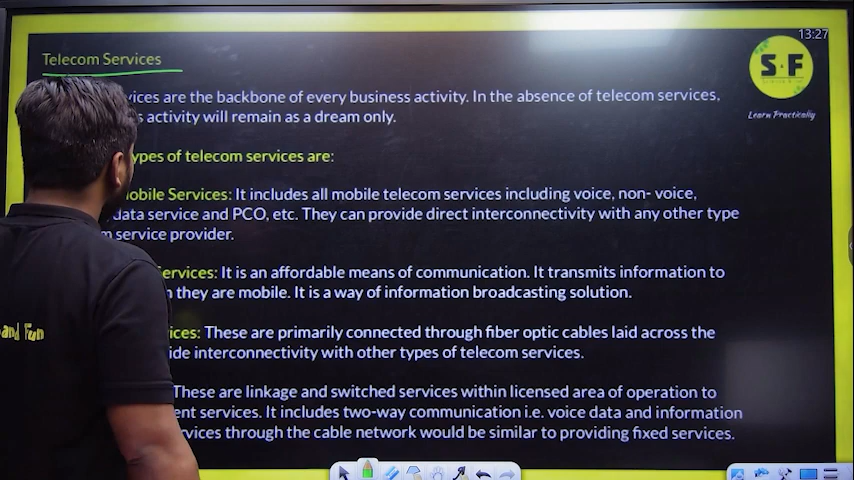 Telecom Services
13:27
S F
Learn Practically
vices are the backbone of every business activity. In the absence of telecom services,
s activity will remain as a dream only.
ypes of telecom services are:
obile Services: It includes all mobile telecom services including voice, non- voice,
data service and PCO, etc. They can provide direct interconnectivity with any other type
m service provider.
Services: It is an affordable means of communication. It transmits information to
n they are mobile. It is a way of information broadcasting solution.
ices: These are primarily connected through fiber optic cables laid across the
ide interconnectivity with other types of telecom services.
These are linkage and switched services within licensed area of operation to
ent services. It includes two-way communication i.e. voice data and information
rvices through the cable network would be similar to providing fixed services.
and Fun